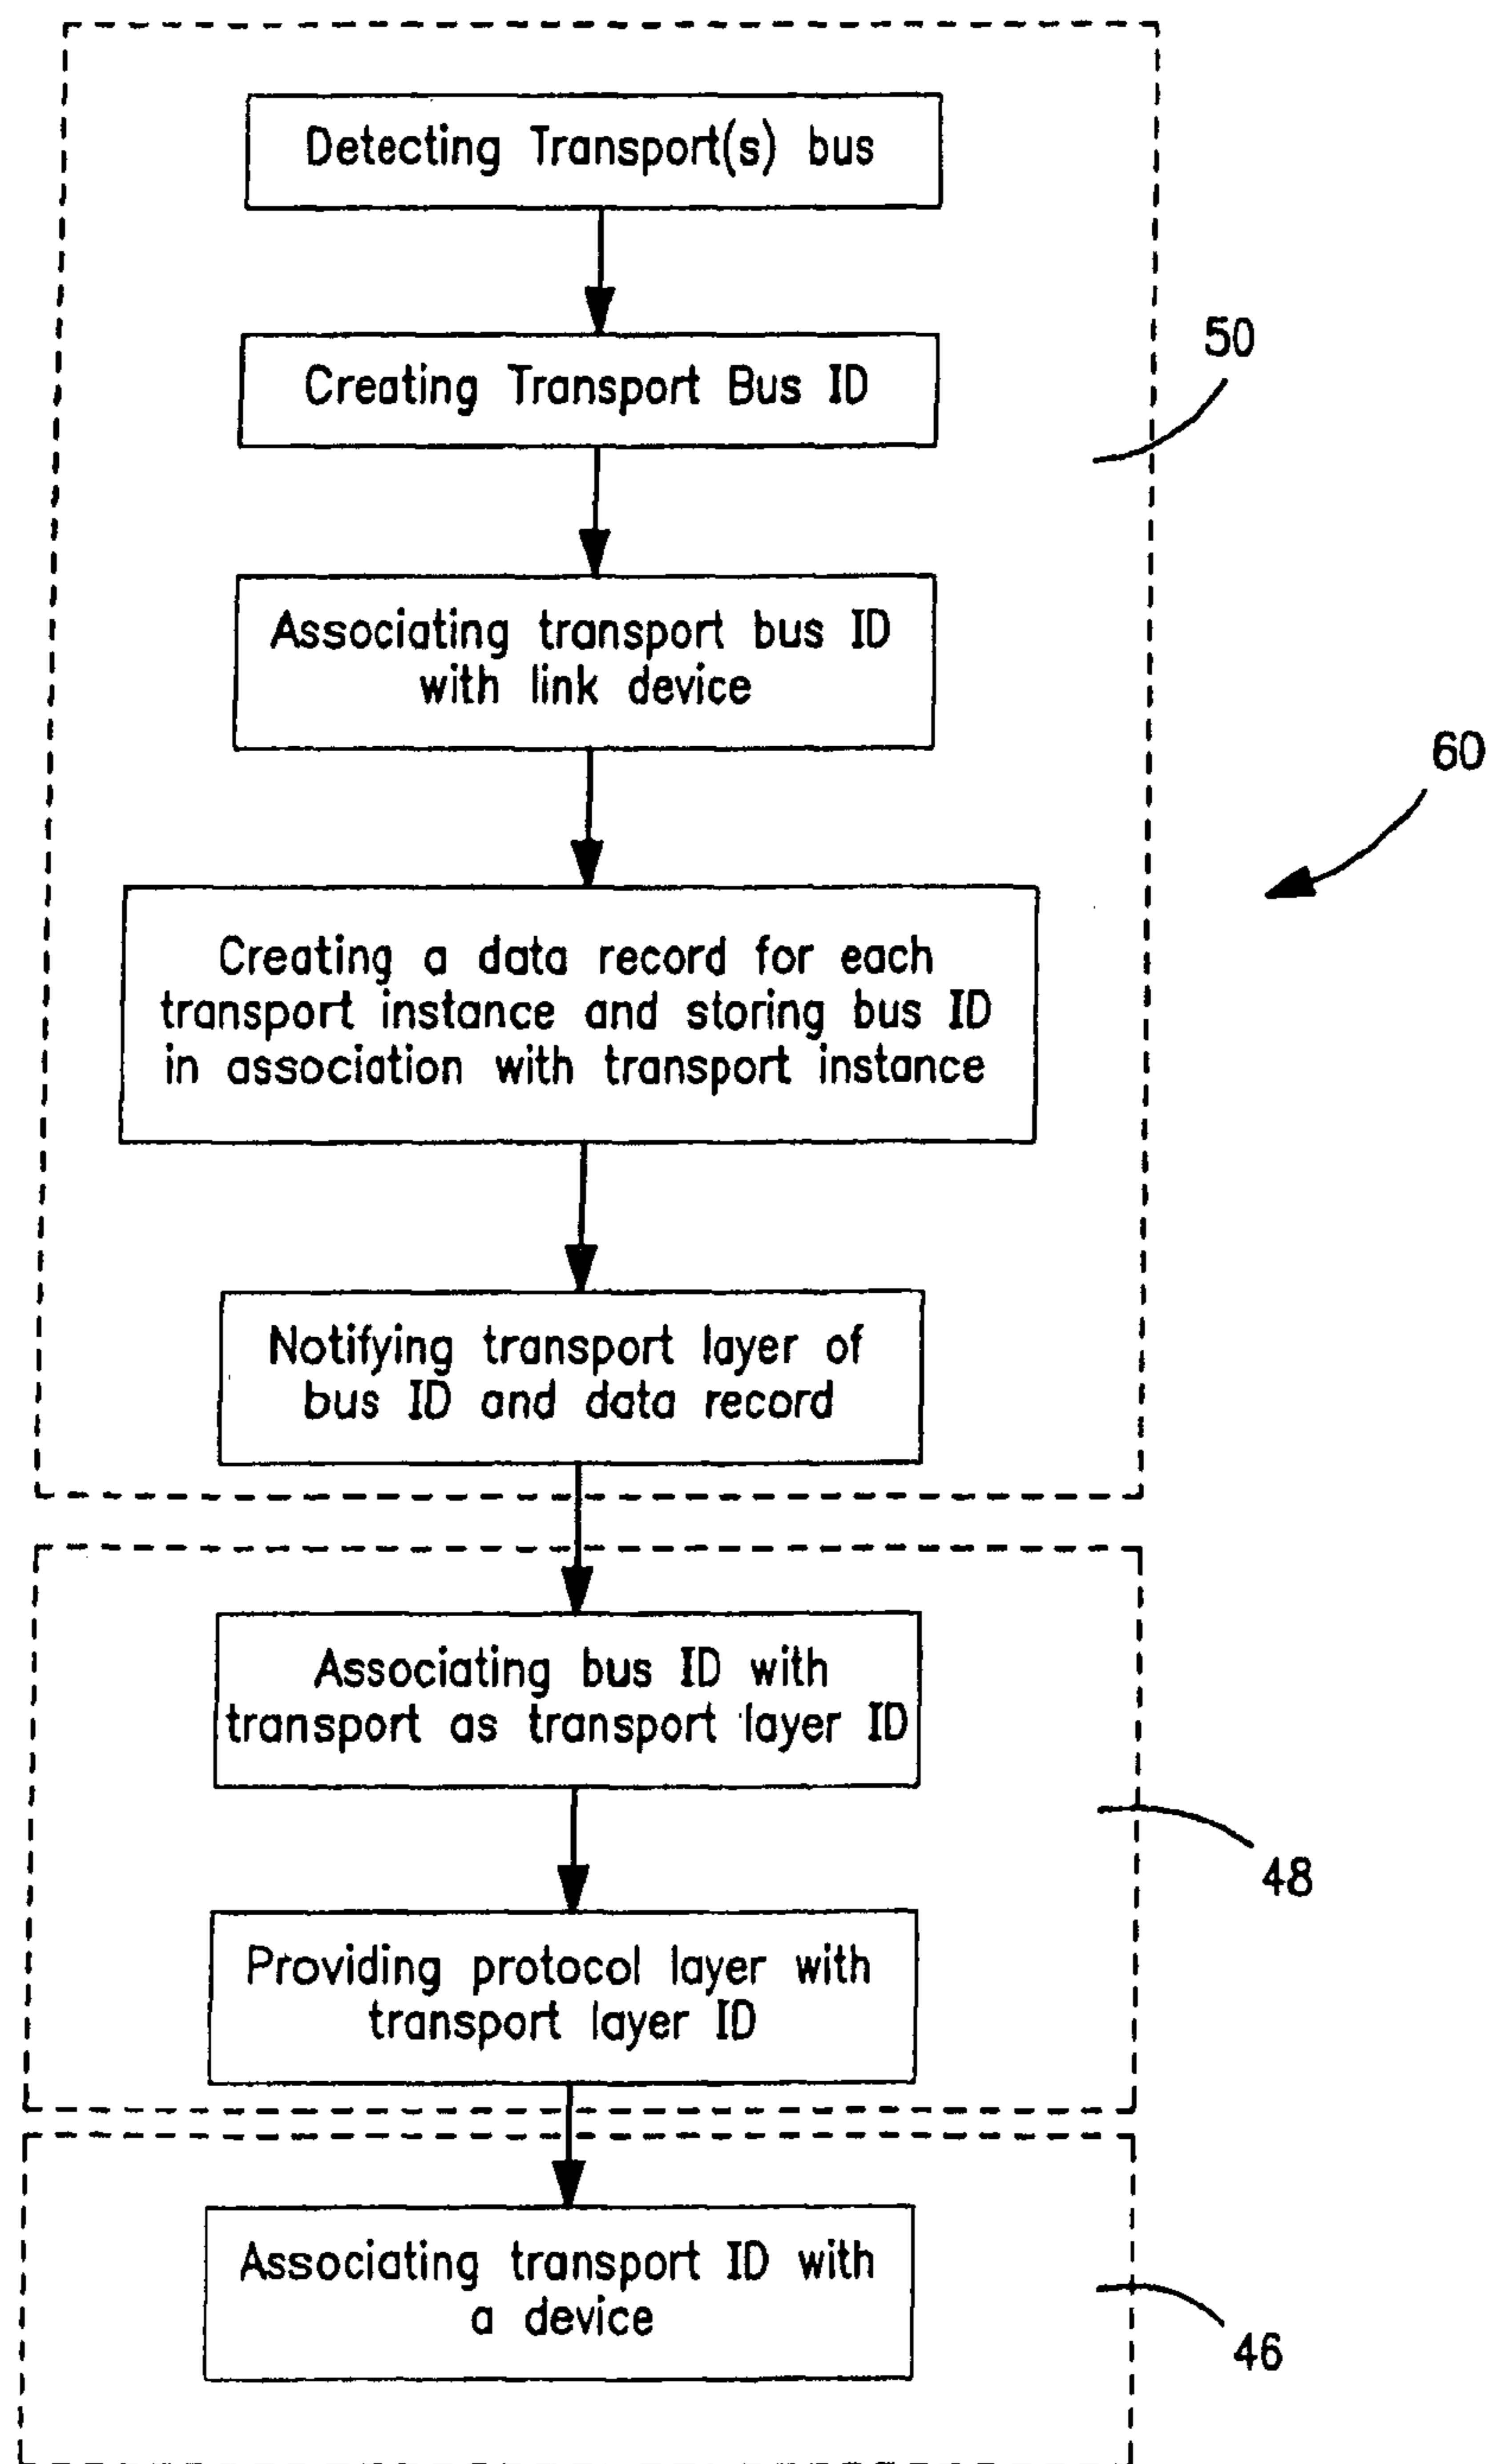 Detecting Transport(s) bus
Creating Transport Bus ID
50
Associating transport bus ID
with link device
60
Creating a data record for each
transport instance and storing bus ID
in association with transport instance
Notifying transport layer of
bus ID and data record
Associating bus ID with
transport as transport layer ID
48
Providing protocol layer with
transport layer ID
Associating transport ID with
a device
46